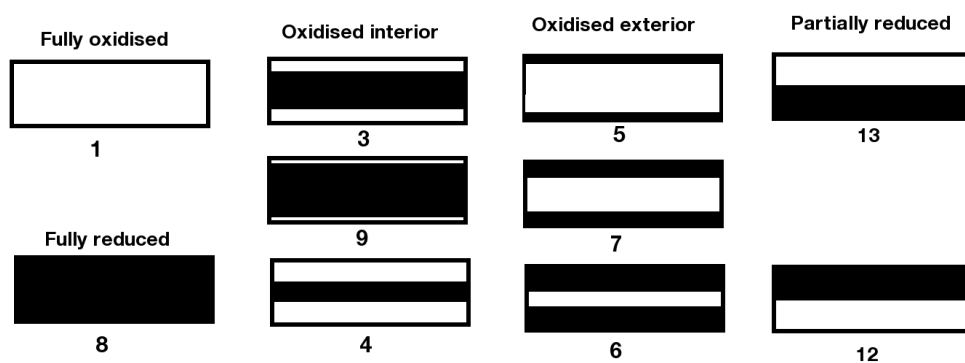 Fully oxidised
Oxidised interior
Oxidised exterior
Partially reduced
1
3
5
13
9
7
Fully reduced
8
4
6
12